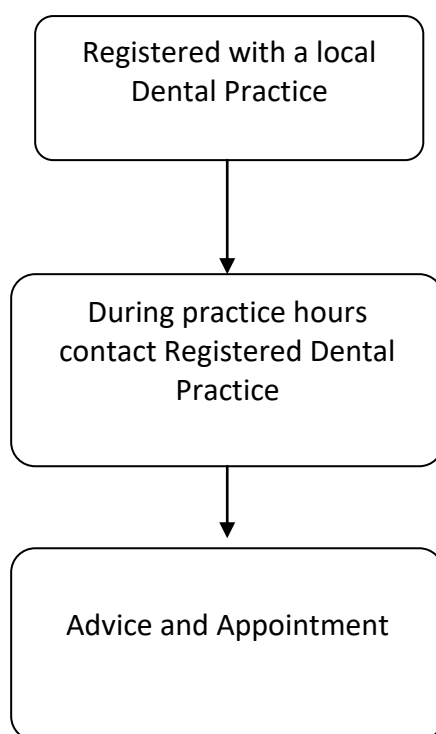 Registered with a local
Dental Practice
During practice hours
contact Registered Dental
Practice
Advice and Appointment